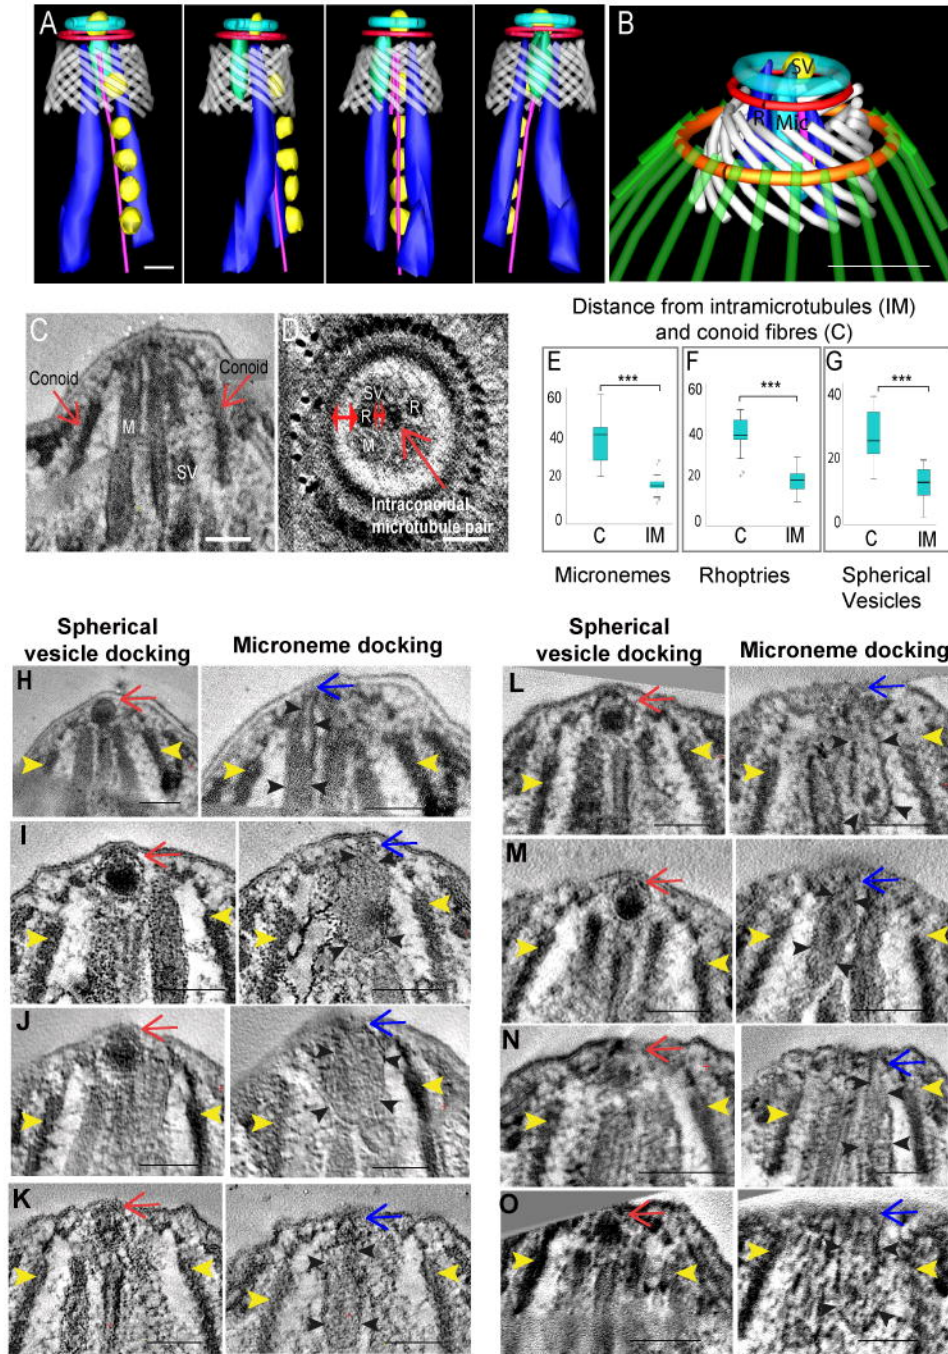 A
B
SV
R
Mic
Distance from intramicrotubules (IM)
and conoid fibres (C)
C
Conoid
Conoid
M
SV
D
SV
R
R
M
Intraconoidal
microtubule pair
E
***
60
40
20
0
C
IM
Micronemes
F
***
60
40
20
0
C
IM
Rhoptries
G
***
40
20
0
C
IM
Spherical
Vesicles
Spherical
vesicle docking
Microneme docking
Spherical
vesicle docking
Microneme docking
H
L
I
M
J
N
K
O